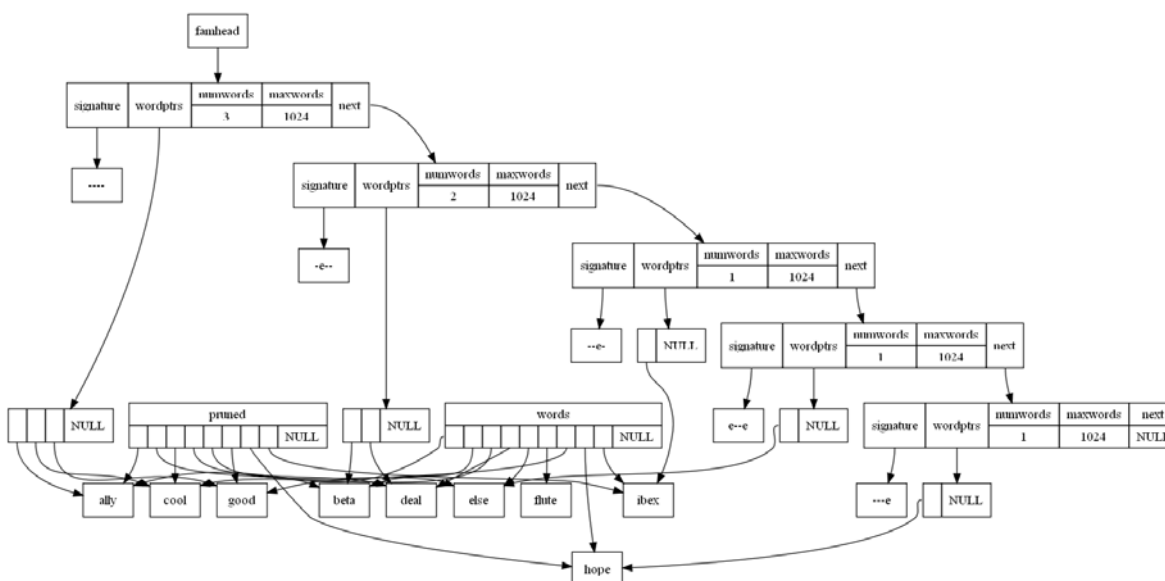 famhead
signature wordptrs numwords maxwords next
3 1024
----
signature wordptrs numwords maxwords next
2 1024
-e--
signature wordptrs numwords maxwords next
1 1024
--e-
NULL
signature wordptrs numwords maxwords next
1 1024
e--e
NULL
signature wordptrs numwords maxwords next
1 1024 NULL
---e
NULL
NULL
pruned
NULL
NULL
words
NULL
ally cool good beta deal else flute ibex
hope